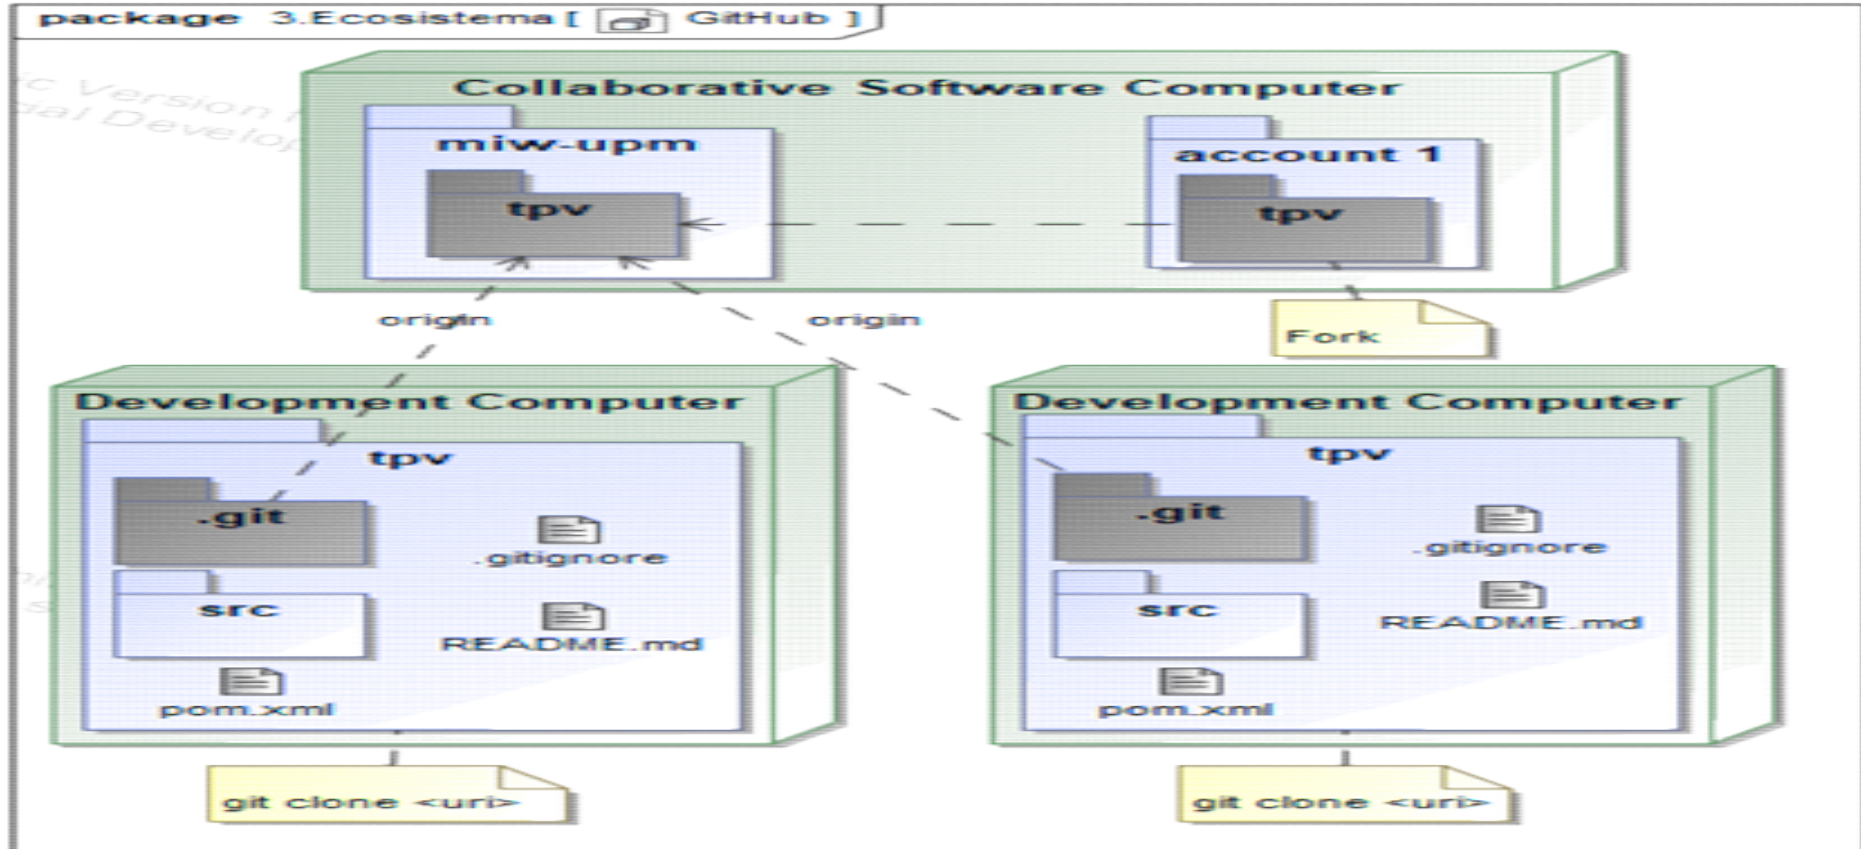 package 3.Ecosistema [ GitHub ]
Collaborative Software Computer
miw-upm
account 1
tpv
tpv
origin
origin
Fork
Development Computer
Development Computer
tpv
tpv
.git
.gitignore
.git
.gitignore
src
README.md
src
README.md
pom.xml
pom.xml
git clone <uri>
git clone <uri>